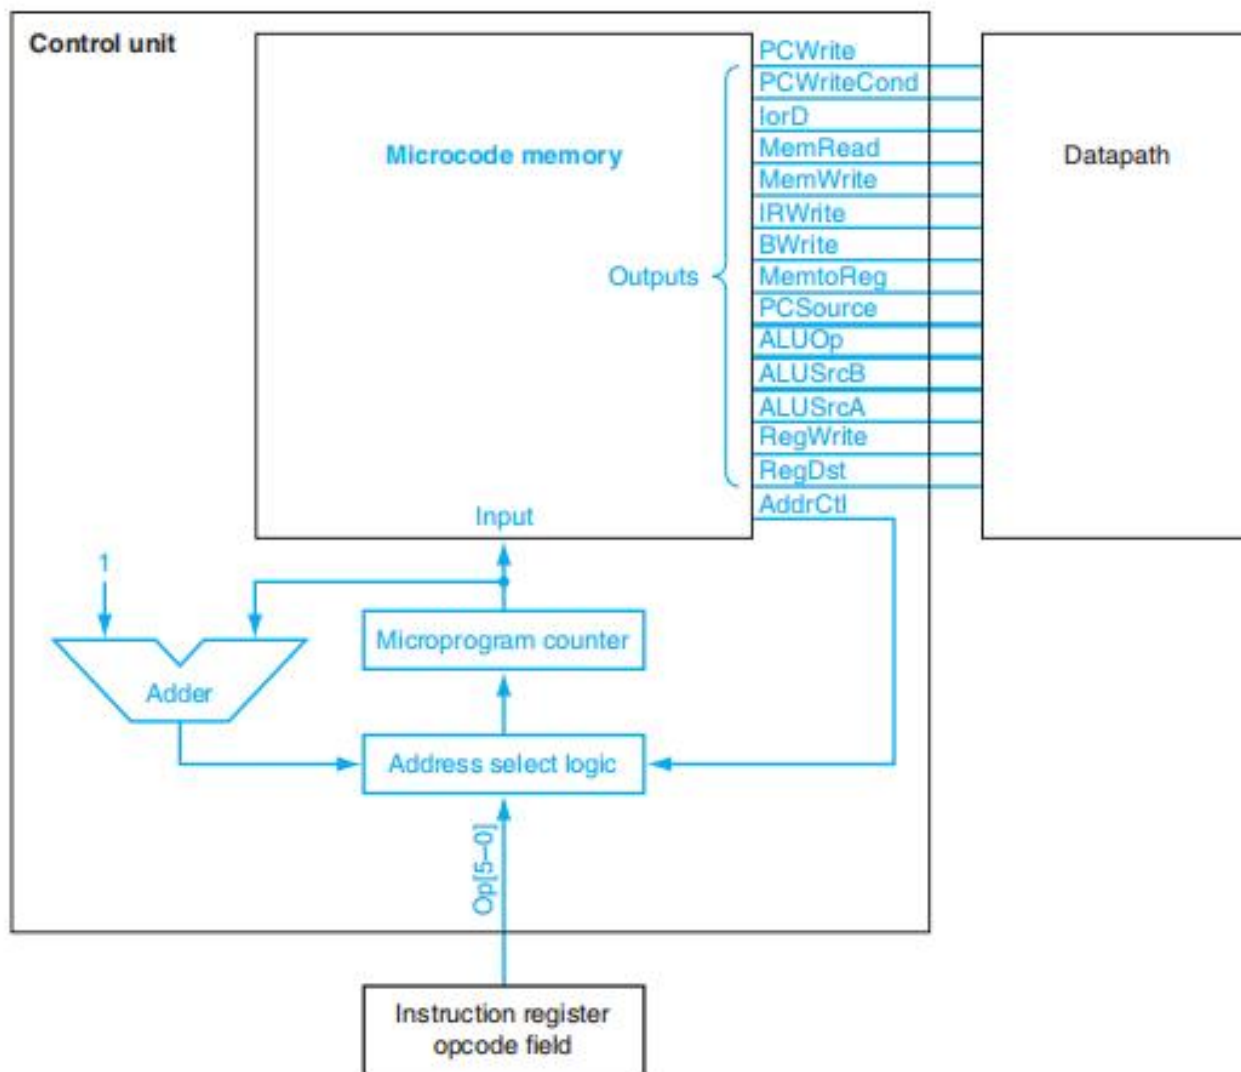 Control unit
Microcode memory
Outputs
Input
PCWrite
PCWriteCond
IorD
MemRead
MemWrite
IRWrite
BWrite
MemtoReg
PCSource
ALUOp
ALUSrcB
ALUSrcA
RegWrite
RegDst
AddrCtl
Datapath
1
Adder
Microprogram counter
Address select logic
Op[5–0]
Instruction register
opcode field